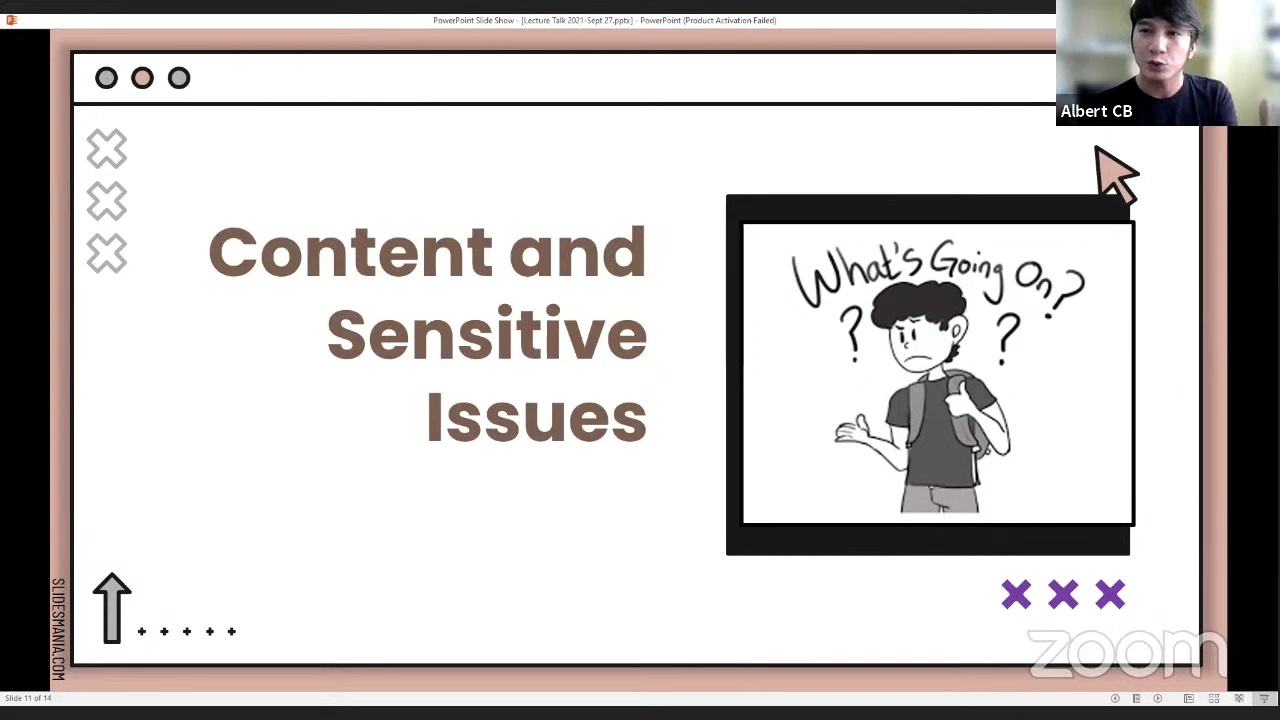 PowerPoint Slide Show - [Lecture Talk 2021-Sept 27.pptx] - PowerPoint (Product Activation Failed)
Albert CB
Content and
Sensitive
Issues
What's Going On?
? ?
SLIDESMANIA.COM
zoom
Slide 11 of 14